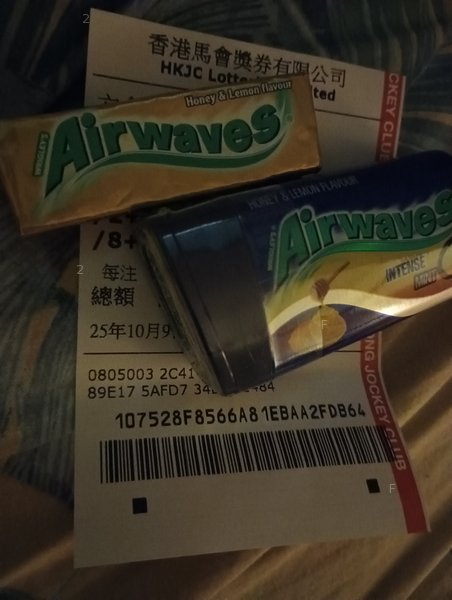 香港馬會獎券有限公司
HKJC Lotte
ted
Honey & Lemon flavour
Airwaves
HONEY & LEMON FLAVOUR
Airwaves
INTENSE
/8+
每注
總額
25年10月9
0805003 2C41
89E17 5AFD7 34
484
107528F8566A81EBAA2FDB64
CKEY CLUB
ONG JOCKEY CLUB